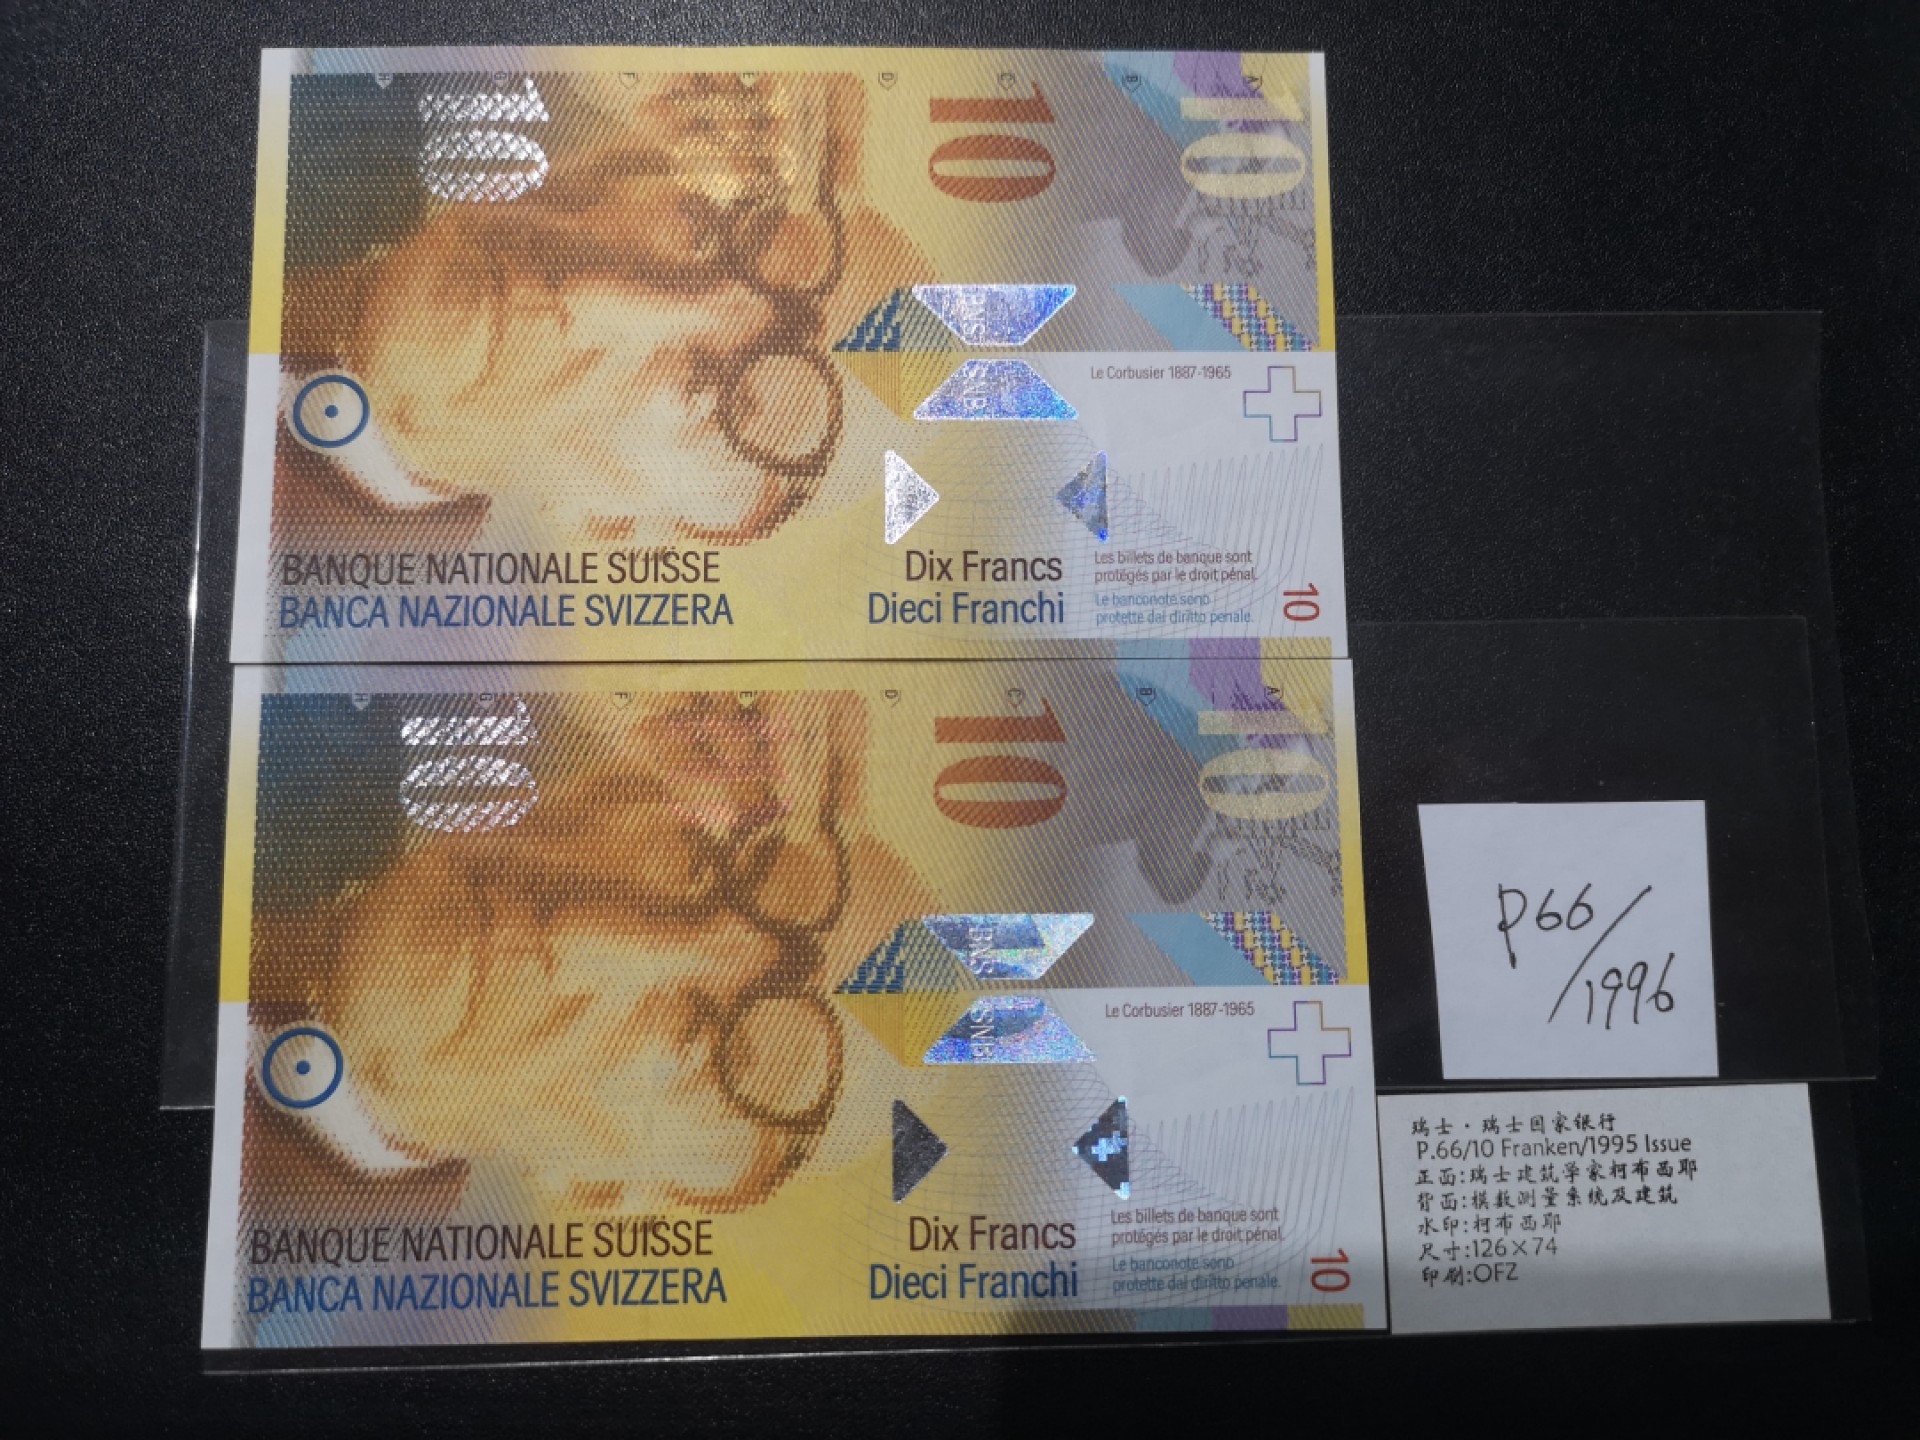 H G F E D C B A
10
10
10
SNB
BNS
Le Corbusier 1887-1965
BANQUE NATIONALE SUISSE
BANCA NAZIONALE SVIZZERA
Dix Francs
Dieci Franchi
Les billets de banque sont
protégés par le droit pénal.
Le banconote sono
protette dal diritto penale.
10
H G F E D C B A
10
10
10
SNB
BNS
Le Corbusier 1887-1965
BANQUE NATIONALE SUISSE
BANCA NAZIONALE SVIZZERA
Dix Francs
Dieci Franchi
Les billets de banque sont
protégés par le droit pénal.
Le banconote sono
protette dal diritto penale.
10
P66/
1996
瑞士·瑞士国家银行
P.66/10 Franken/1995 Issue
正面:瑞士建筑学家柯布西耶
背面:模数测量系统及建筑
水印:柯布西耶
尺寸:126×74
印刷:OFZ